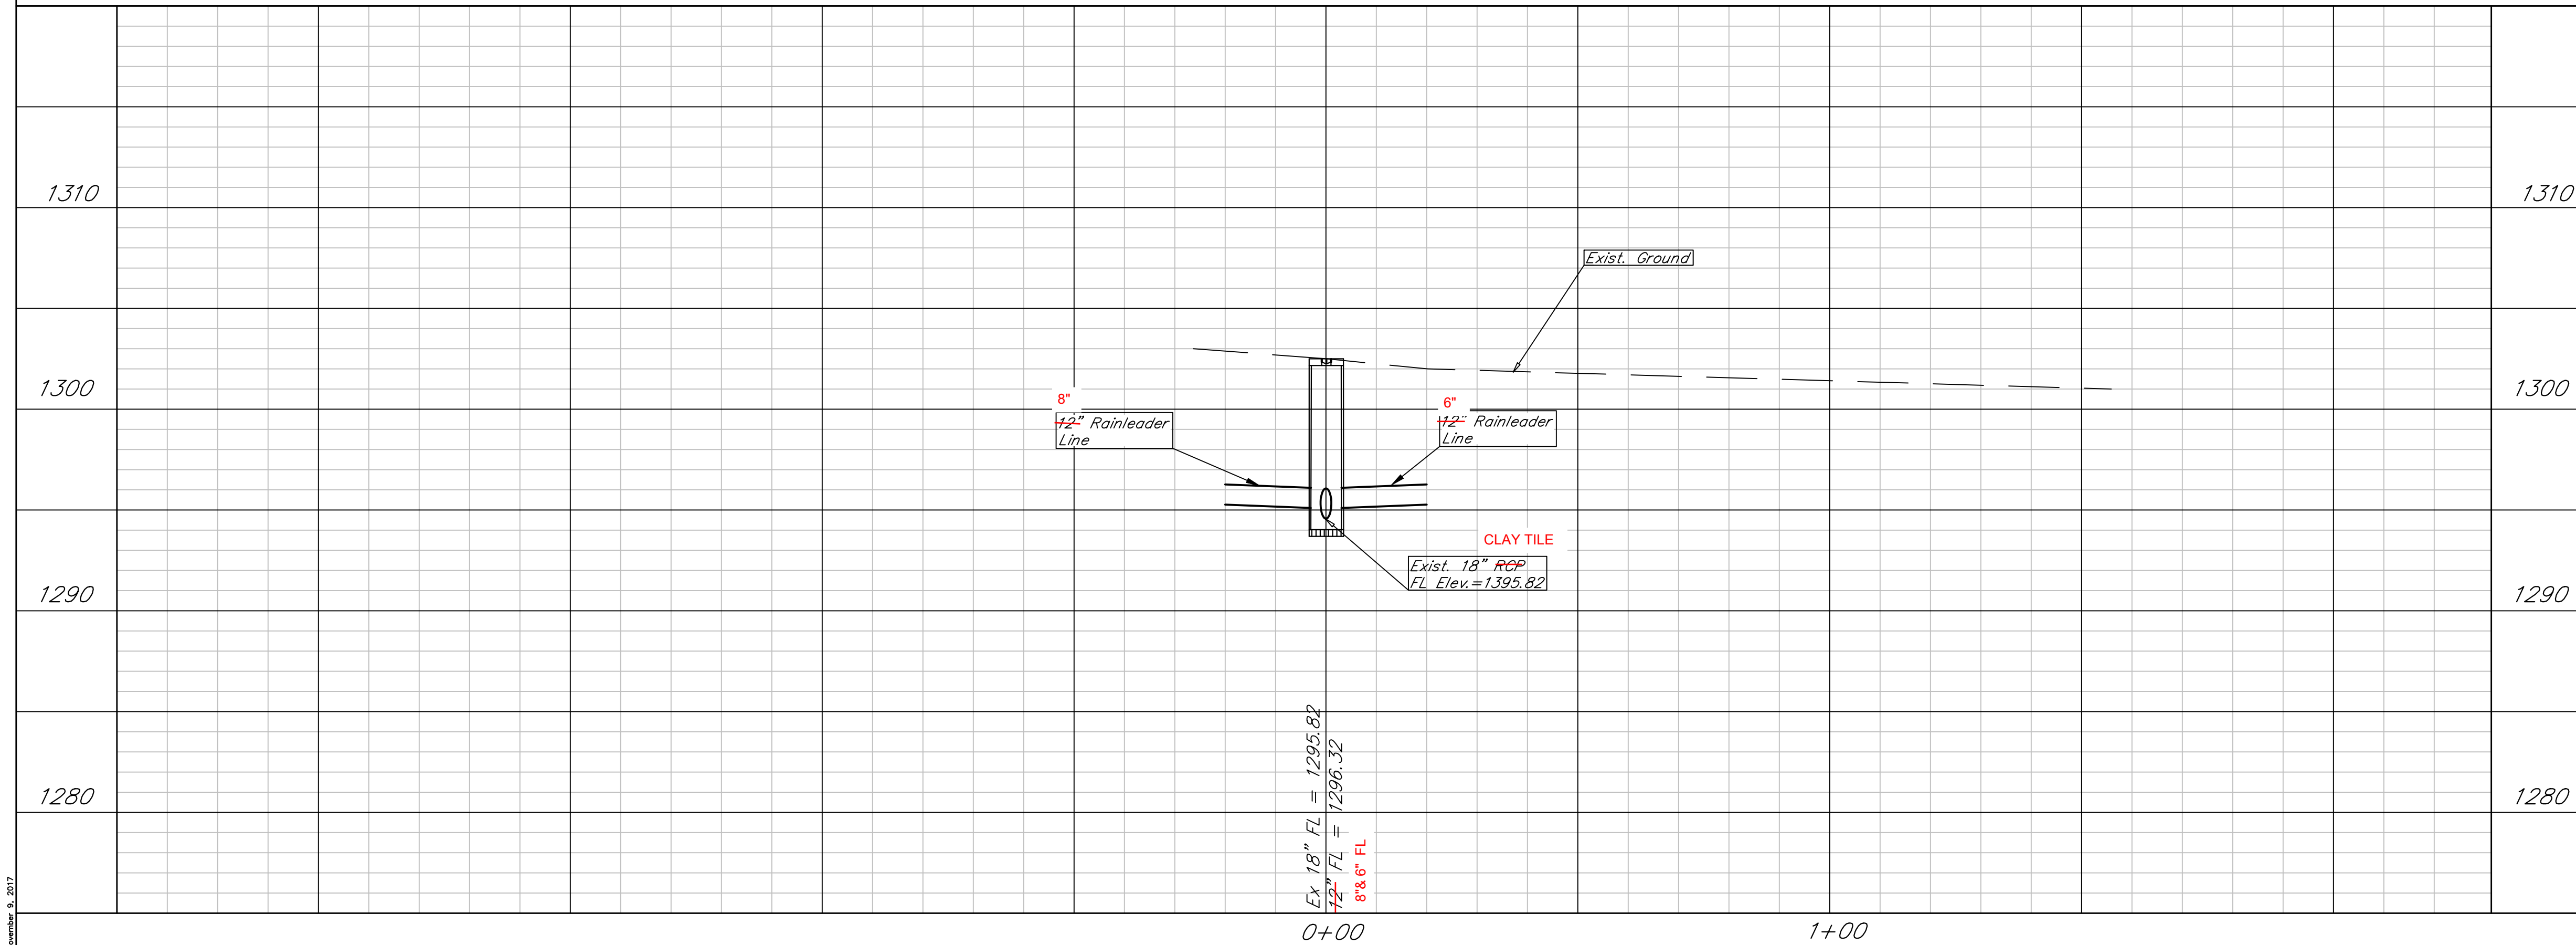 1310
1310
Exist. Ground
1300
1300
8"
12" Rainleader
Line
6"
12" Rainleader
Line
CLAY TILE
Exist. 18" RCP
FL Elev.=1395.82
1290
1290
1280
1280
Ex 18" FL = 1295.82
12" FL = 1296.32
8"& 6" FL
ovember 9, 2017
0+00
1+00